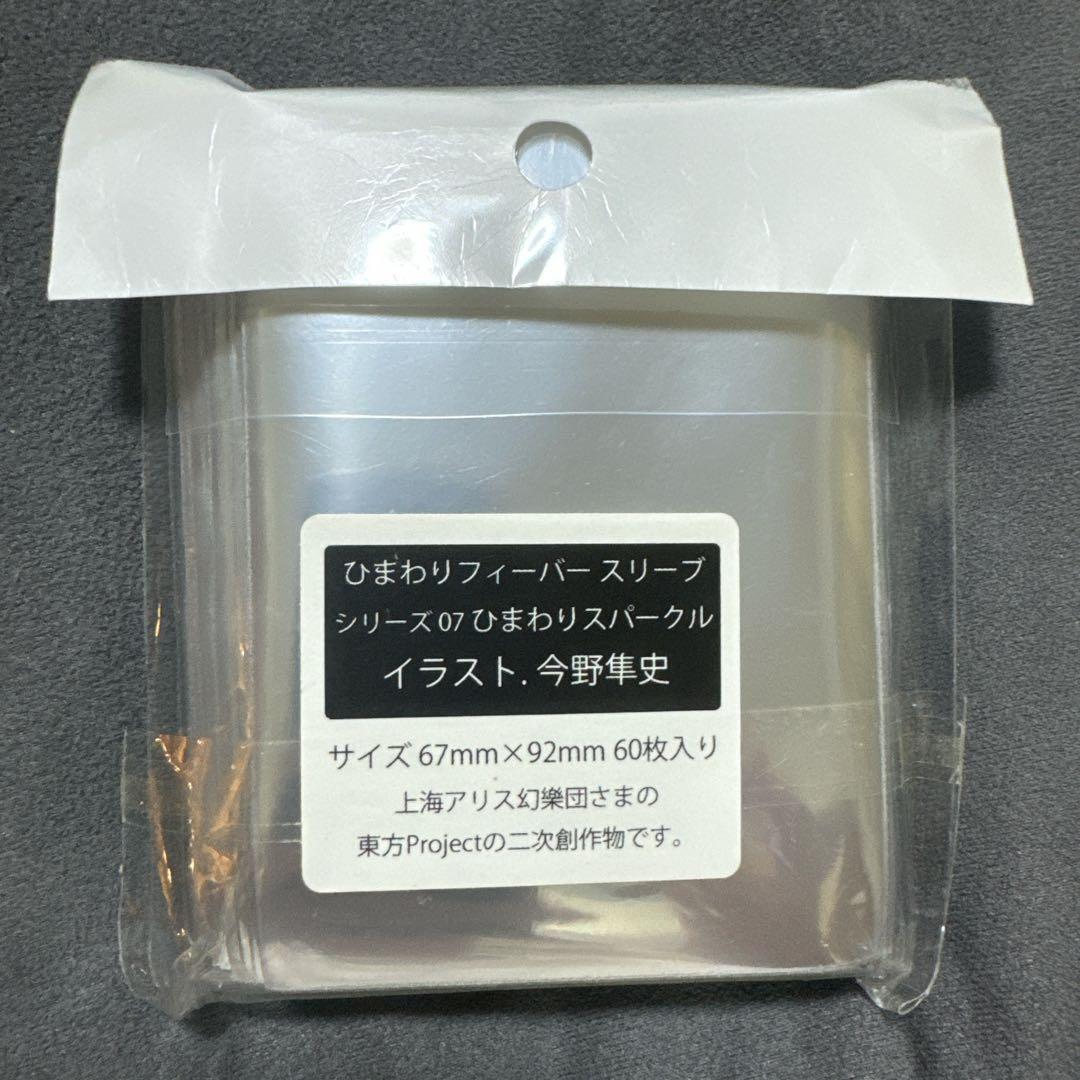 ひまわりフィーバー スリーブ
シリーズ 07 ひまわりスパークル
イラスト. 今野隼史
サイズ 67mm×92mm 60枚入り
上海アリス幻樂団さまの
東方Projectの二次創作物です。